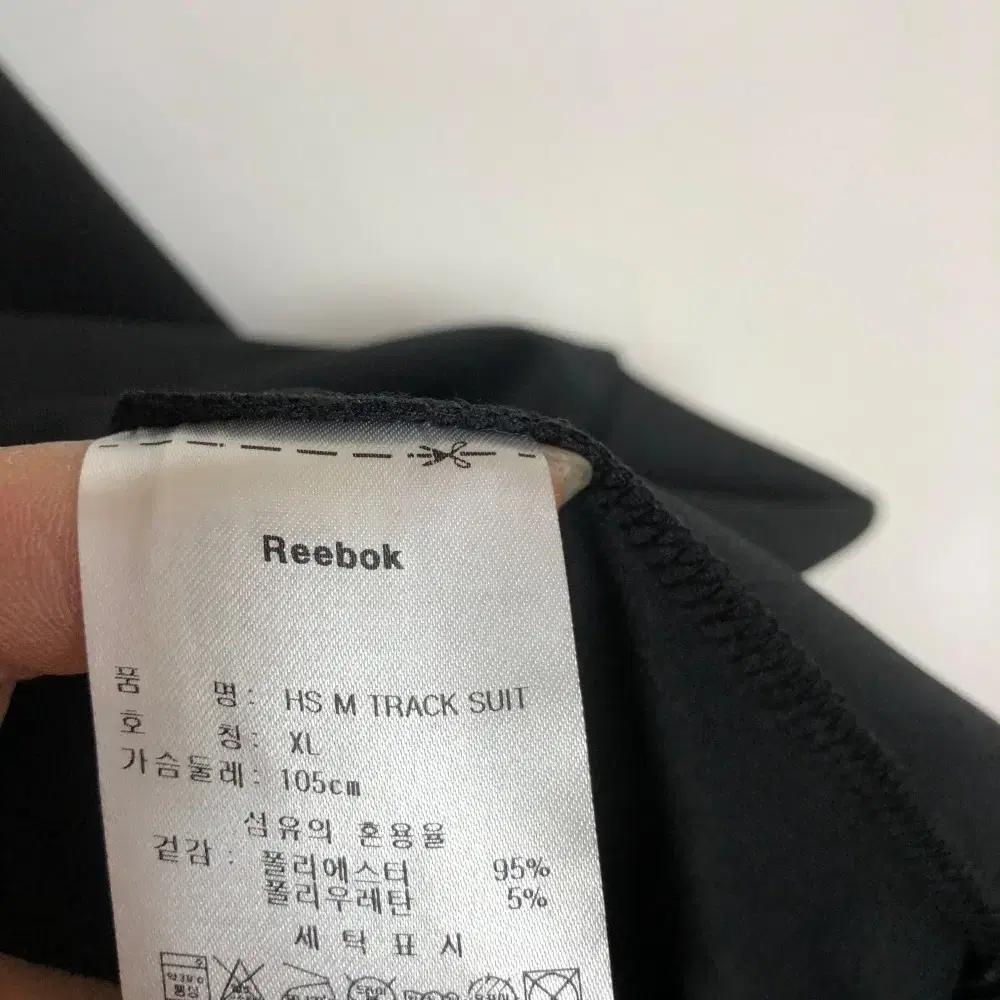 Reebok
품 명: HS M TRACK SUIT
호 칭: XL
가슴둘레: 105cm
섬유의 혼용율
겉감: 폴리에스터 95%
폴리우레탄 5%
세탁표시